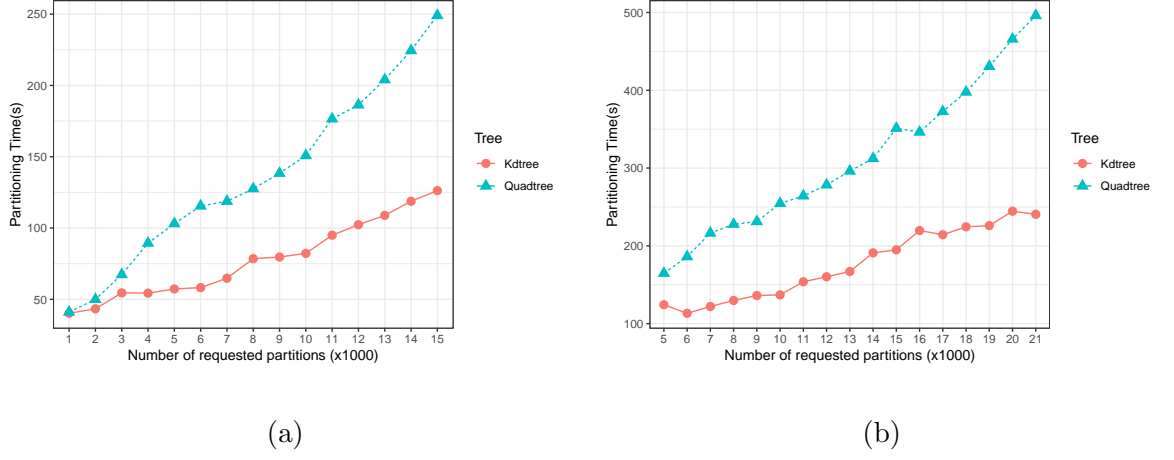 250
200
150
100
50
Partitioning Time(s)
1 2 3 4 5 6 7 8 9 10 11 12 13 14 15
Number of requested partitions (x1000)
Tree
Kdtree
Quadtree
(a)
500
400
300
200
100
Partitioning Time(s)
5 6 7 8 9 10 11 12 13 14 15 16 17 18 19 20 21
Number of requested partitions (x1000)
Tree
Kdtree
Quadtree
(b)